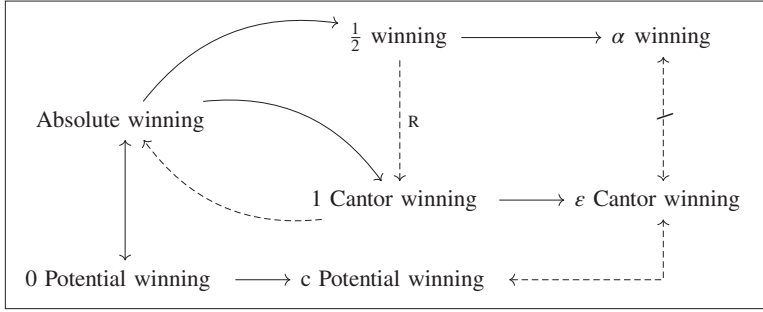 ½ winning α winning
R
Absolute winning
1 Cantor winning ε Cantor winning
0 Potential winning c Potential winning